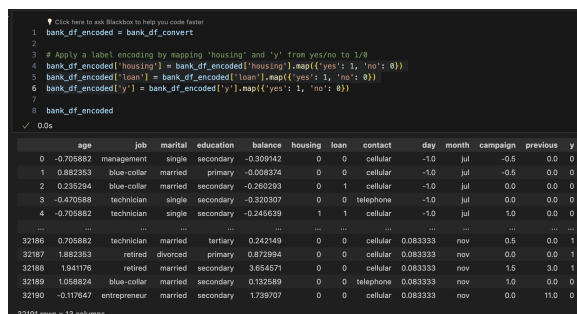 Click here to ask Blackbox to help you code faster
1 bank_df_encoded = bank_df_convert
2
3 # Apply a label encoding by mapping 'housing' and 'y' from yes/no to 1/0
4 bank_df_encoded['housing'] = bank_df_encoded['housing'].map({'yes': 1, 'no': 0})
5 bank_df_encoded['loan'] = bank_df_encoded['loan'].map({'yes': 1, 'no': 0})
6 bank_df_encoded['y'] = bank_df_encoded['y'].map({'yes': 1, 'no': 0})
7
8 bank_df_encoded
✓ 0.0s
age job marital education balance housing loan contact day month campaign previous y
0 -0.705882 management single secondary -0.309142 0 0 cellular -1.0 jul -0.5 0.0 0
1 0.882353 blue-collar married primary -0.008374 0 0 cellular -1.0 jul -0.5 0.0 0
2 0.235294 blue-collar married secondary -0.260293 0 1 cellular -1.0 jul 0.0 0.0 0
3 -0.470588 technician single secondary -0.320307 0 0 telephone -1.0 jul 0.0 0.0 0
4 -0.705882 technician single secondary -0.245639 1 1 cellular -1.0 jul 1.0 0.0 0
... ... ... ... ... ... ... ... ... ... ... ... ... ...
32186 0.705882 technician married tertiary 0.242149 0 0 cellular 0.083333 nov 0.5 0.0 1
32187 1.882353 retired divorced primary 0.872994 0 0 cellular 0.083333 nov 0.0 0.0 1
32188 1.941176 retired married secondary 3.654571 0 0 cellular 0.083333 nov 1.5 3.0 1
32189 1.058824 blue-collar married secondary 0.132589 0 0 telephone 0.083333 nov 1.0 0.0 0
32190 -0.117647 entrepreneur married secondary 1.739707 0 0 cellular 0.083333 nov 0.0 11.0 0
32191 rows × 13 columns